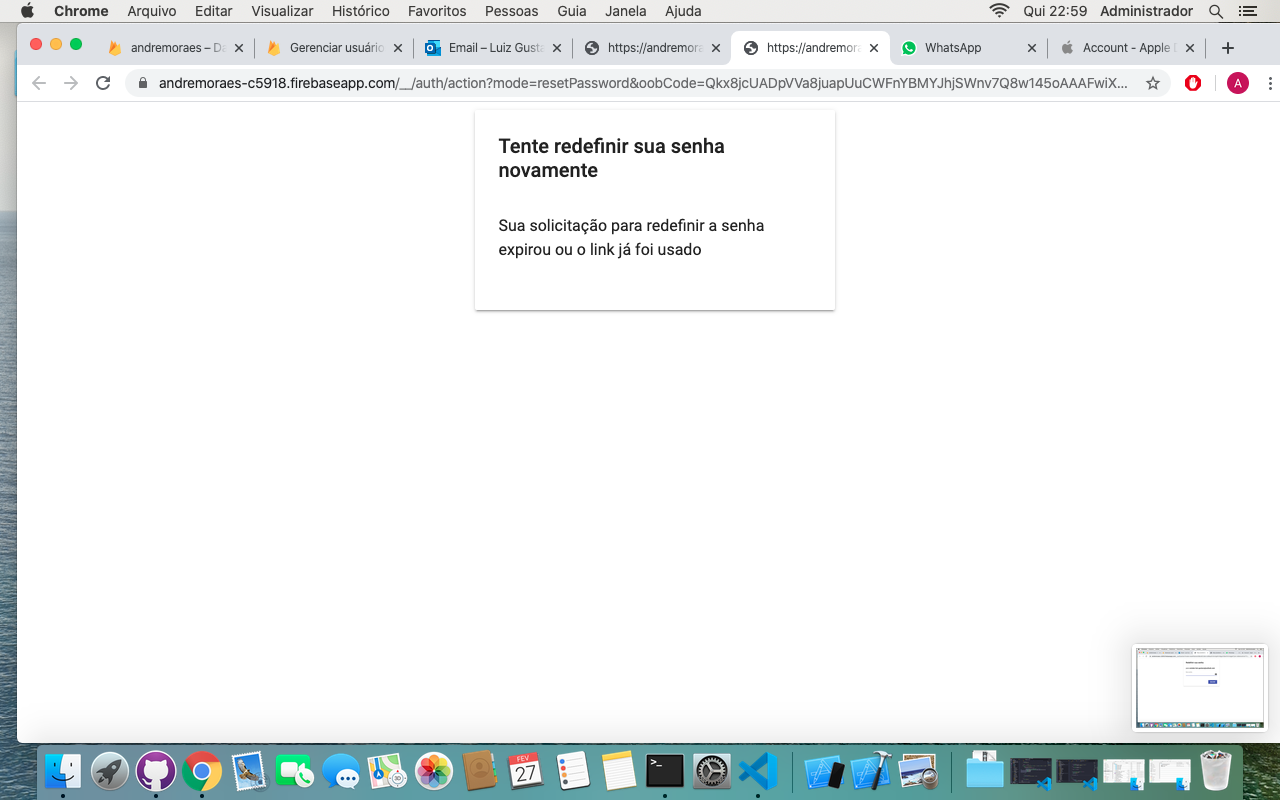 Chrome Arquivo Editar Visualizar Histórico Favoritos Pessoas Guia Janela Ajuda Qui 22:59 Administrador
andremoraes – Da Gerenciar usuário Email – Luiz Gusta https://andremora https://andremora WhatsApp Account - Apple D
andremoraes-c5918.firebaseapp.com/__/auth/action?mode=resetPassword&oobCode=Qkx8jcUADpVVa8juapUuCWFnYBMYJhjSWnv7Q8w145oAAAFwiX... A
Tente redefinir sua senha
novamente
Sua solicitação para redefinir a senha
expirou ou o link já foi usado
FEV
27